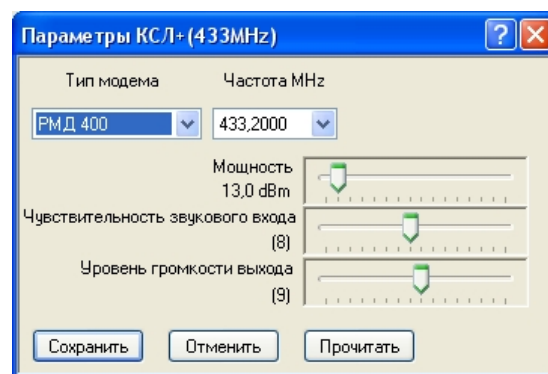 Параметры КСЛ+(433MHz)
Тип модема Частота MHz
РМД 400 433,2000
Мощность
13,0 dBm
Чувствительность звукового входа
(8)
Уровень громкости выхода
(9)
Сохранить Отменить Прочитать